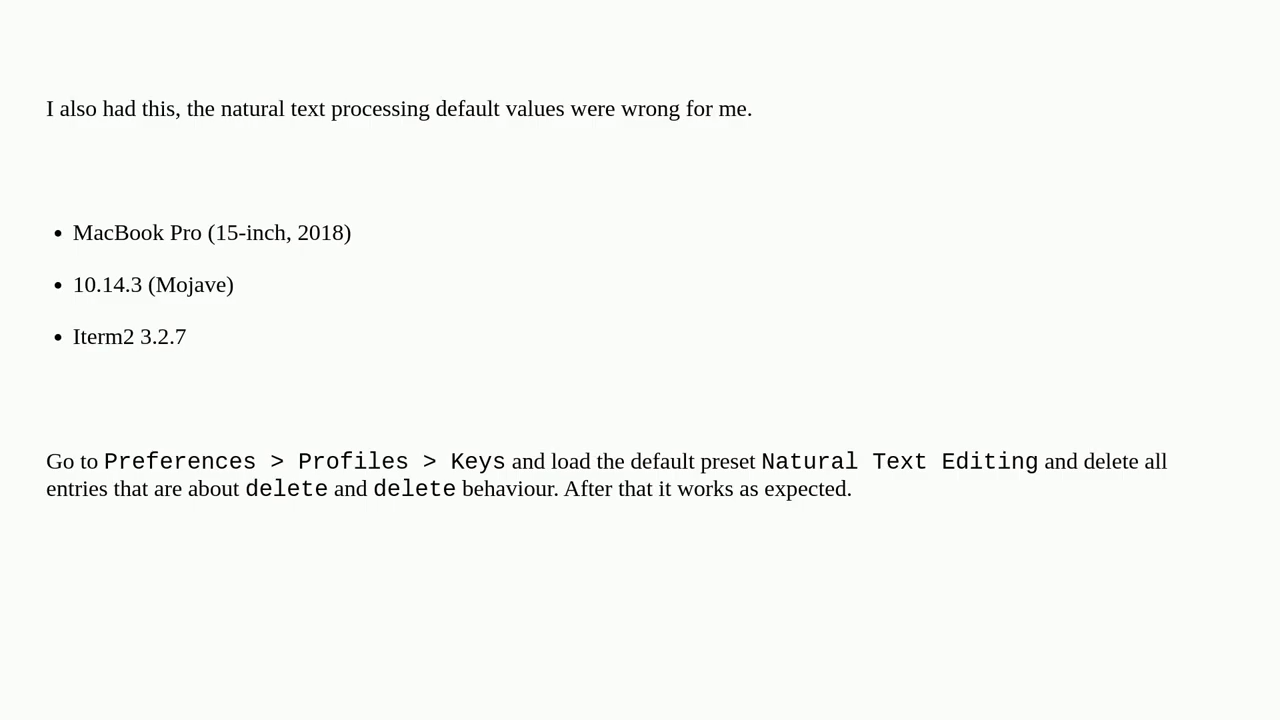 I also had this, the natural text processing default values were wrong for me.
• MacBook Pro (15-inch, 2018)
• 10.14.3 (Mojave)
• Iterm2 3.2.7
Go to Preferences > Profiles > Keys and load the default preset Natural Text Editing and delete all
entries that are about delete and delete behaviour. After that it works as expected.